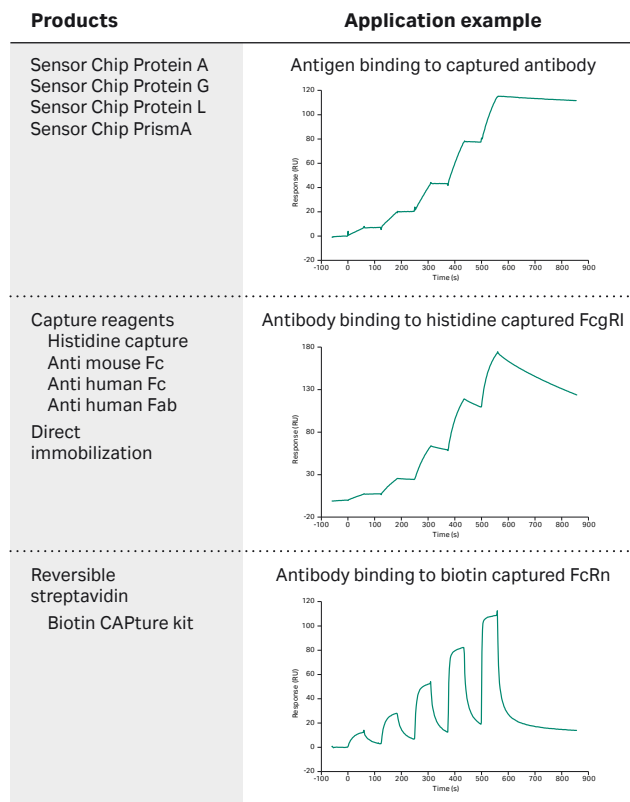 Products
Application example
Sensor Chip Protein A
Sensor Chip Protein G
Sensor Chip Protein L
Sensor Chip PrismA
Antigen binding to captured antibody
120
100
80
60
40
20
0
-20
Response (RU)
-100 0 100 200 300 400 500 600 700 800 900
Time (s)
Capture reagents
Histidine capture
Anti mouse Fc
Anti human Fc
Anti human Fab
Direct
immobilization
Antibody binding to histidine captured FcgRI
180
130
80
30
-20
Response (RU)
-100 0 100 200 300 400 500 600 700 800 900
Time (s)
Reversible
streptavidin
Biotin CAPture kit
Antibody binding to biotin captured FcRn
120
100
80
60
40
20
0
-20
Response (RU)
-100 0 100 200 300 400 500 600 700 800 900
Time (s)